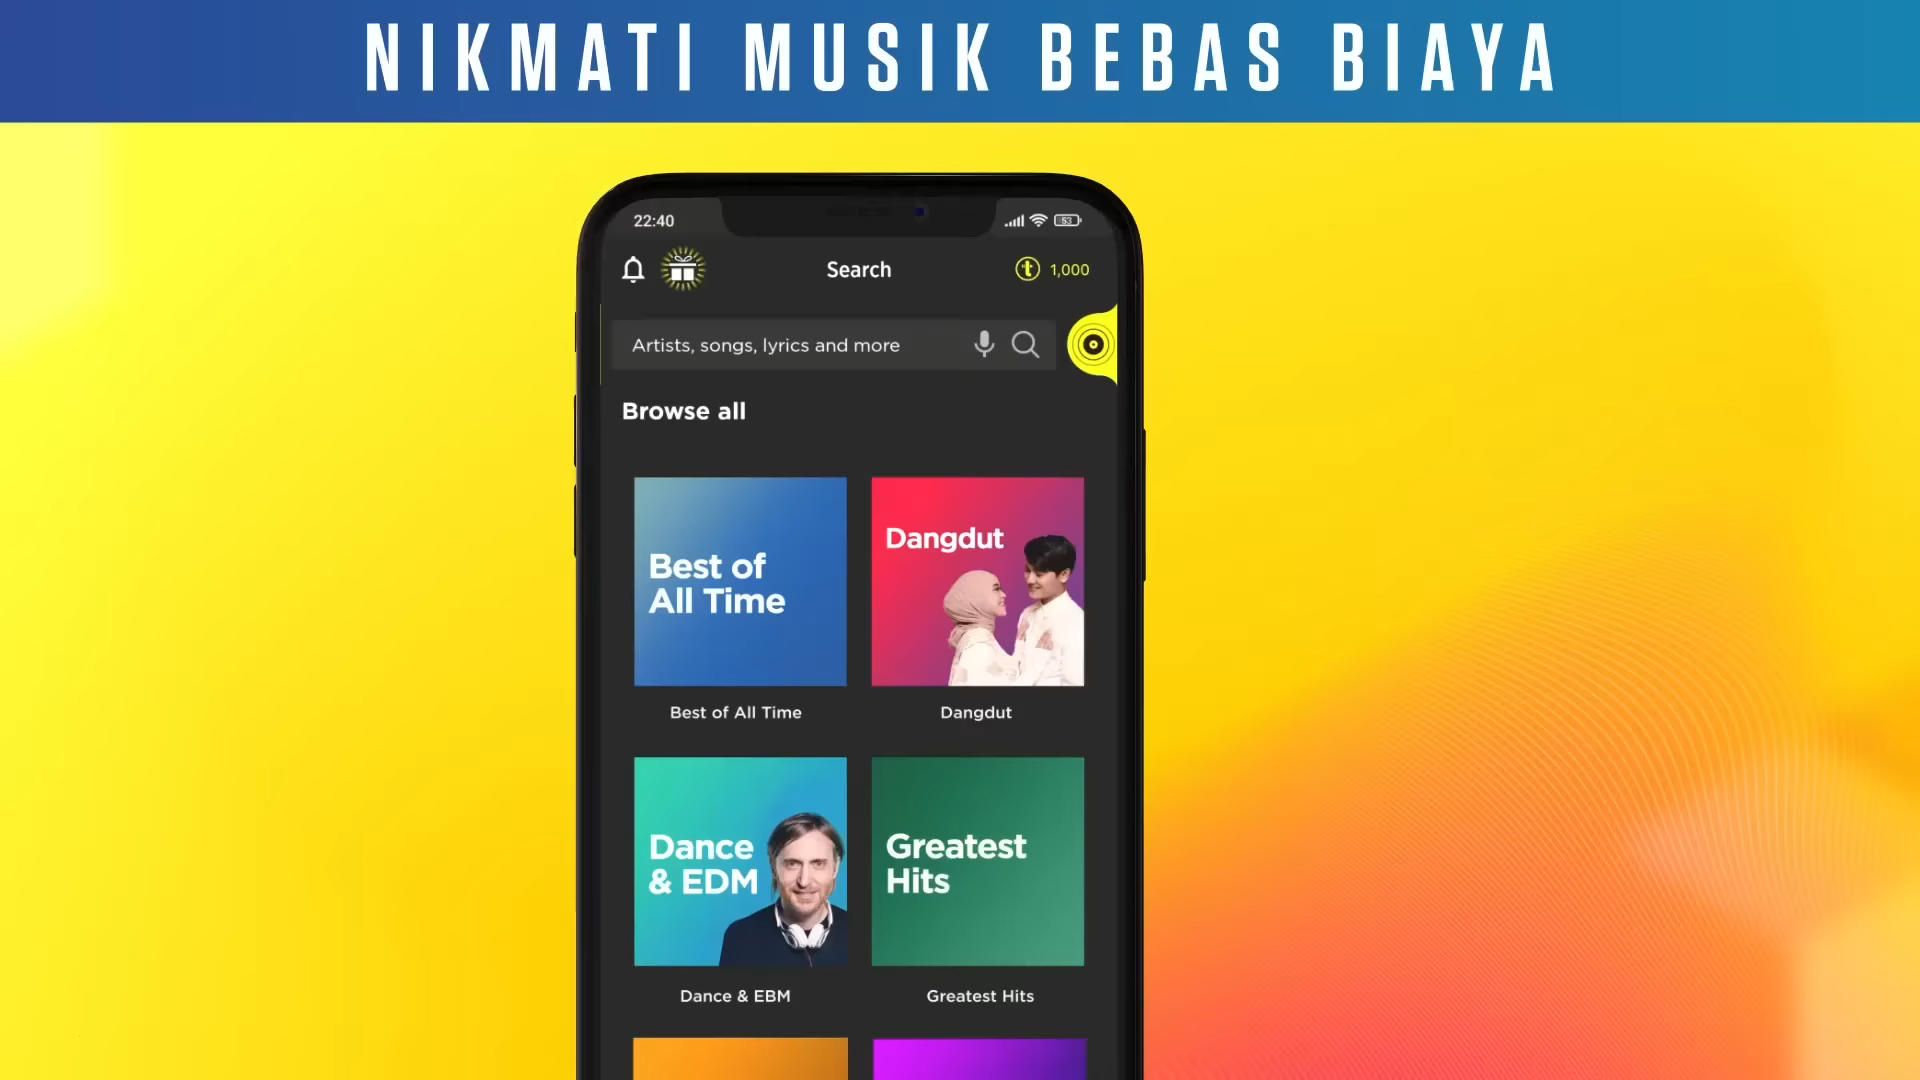 NIKMATI MUSIK BEBAS BIAYA
22:40
53
Search
t 1,000
Artists, songs, lyrics and more
Browse all
Best of
All Time
Dangdut
Best of All Time
Dangdut
Dance
& EDM
Greatest
Hits
Dance & EBM
Greatest Hits